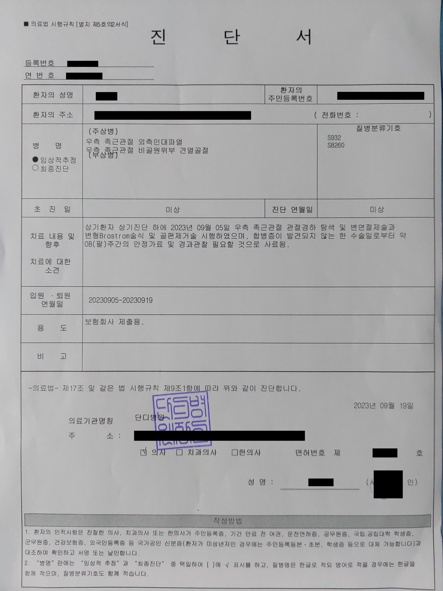 ■ 의료법 시행규칙 [별지 제5호의2서식]
진 단 서
등록번호
연 번 호
환자의 성명
환자의 주민등록번호
환자의 주소
( 전화번호 : )
병 명
●임상적추정
○최종진단
(주상병)
우측 족근관절 외측인대파열
우측 족근관절 비골원위부 견열골절
(부상병)
질병분류기호
S932
S8260
초 진 일
미상
진단 연월일
미상
치료 내용 및 향후 치료에 대한 소견
상기환자 상기진단 하에 2023년 09월 05일 우측 족근관절 관절경하 탐색 및 변연절제술과
변형Brostrom술식 및 골편제거술 시행하였으며, 합병증이 발견되지 않는 한 수술일로부터 약
08(팔)주간의 안정가료 및 경과관찰 필요할 것으로 사료됨.
입원 · 퇴원 연월일
20230905-20230919
용 도
보험회사 제출용.
비 고
-의료법- 제17조 및 같은 법 시행규칙 제9조1항에 따라 위와 같이 진단합니다.
2023년 09월 19일
의료기관명칭
주 소 :
☑ 의사 □ 치과의사 □한의사 면허번호 제 호
성 명 : 인)
작성방법
1. 환자의 인적사항은 진찰한 의사, 치과의사 또는 한의사가 주민등록증, 기간 만료 전 여권, 운전면허증, 공무원증, 국립·공립대학 학생증,
군무원증, 건강보험증, 외국인등록증 등 국가공인 신분증(환자가 미성년자인 경우에는 주민등록등본·초본, 학생증 등으로 대체 가능합니다)과
대조하여 확인하고 서명 또는 날인합니다.
2. "병명" 란에는 "임상적 추정" 과 "최종진단" 중 택일하여 [ ]에 √ 표시를 하고, 질병명은 한글로 적되 병어로 적을 경우에는 한글을
함께 적으며, 질병분류기호도 함께 적습니다.